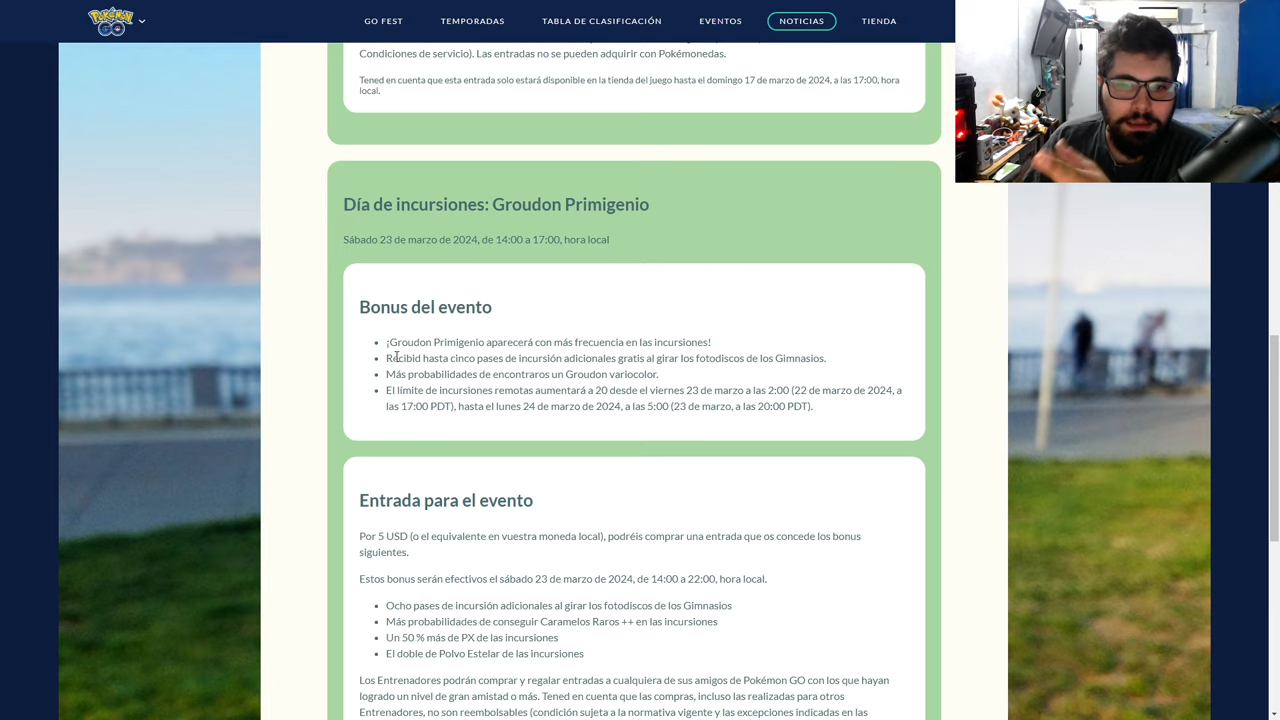 Pokémon GO
GO FEST
TEMPORADAS
TABLA DE CLASIFICACIÓN
EVENTOS
NOTICIAS
TIENDA
Condiciones de servicio). Las entradas no se pueden adquirir con Pokémonedas.
Tened en cuenta que esta entrada solo estará disponible en la tienda del juego hasta el domingo 17 de marzo de 2024, a las 17:00, hora
local.
Día de incursiones: Groudon Primigenio
Sábado 23 de marzo de 2024, de 14:00 a 17:00, hora local
Bonus del evento
• ¡Groudon Primigenio aparecerá con más frecuencia en las incursiones!
• Recibid hasta cinco pases de incursión adicionales gratis al girar los fotodiscos de los Gimnasios.
• Más probabilidades de encontraros un Groudon variocolor.
• El límite de incursiones remotas aumentará a 20 desde el viernes 23 de marzo a las 2:00 (22 de marzo de 2024, a
las 17:00 PDT), hasta el lunes 24 de marzo de 2024, a las 5:00 (23 de marzo, a las 20:00 PDT).
Entrada para el evento
Por 5 USD (o el equivalente en vuestra moneda local), podréis comprar una entrada que os concede los bonus
siguientes.
Estos bonus serán efectivos el sábado 23 de marzo de 2024, de 14:00 a 22:00, hora local.
• Ocho pases de incursión adicionales al girar los fotodiscos de los Gimnasios
• Más probabilidades de conseguir Caramelos Raros ++ en las incursiones
• Un 50 % más de PX de las incursiones
• El doble de Polvo Estelar de las incursiones
Los Entrenadores podrán comprar y regalar entradas a cualquiera de sus amigos de Pokémon GO con los que hayan
logrado un nivel de gran amistad o más. Tened en cuenta que las compras, incluso las realizadas para otros
Entrenadores, no son reembolsables (condición sujeta a la normativa vigente y las excepciones indicadas en las